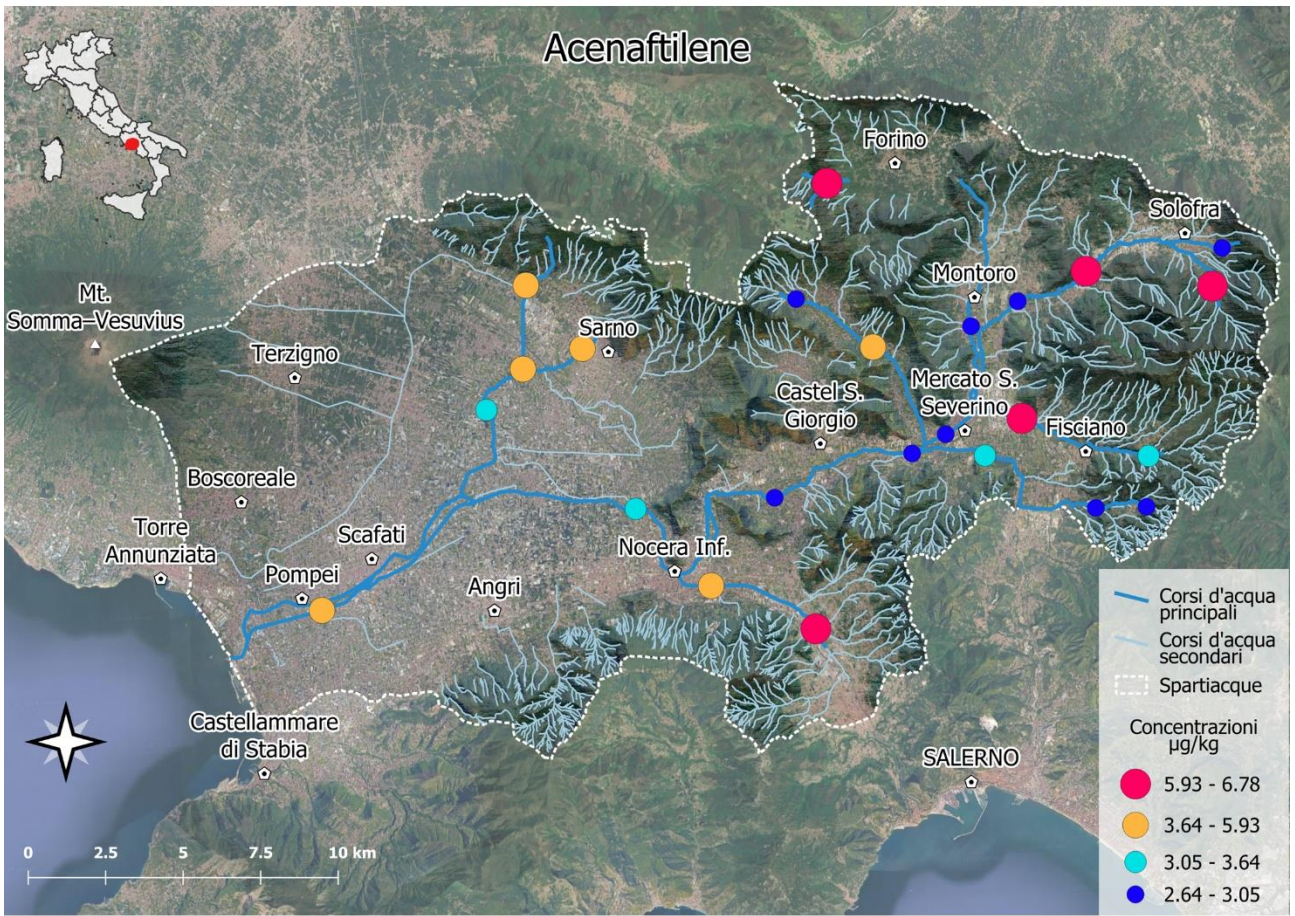 Acenaftilene
Forino
Solofra
Montoro
Mt.
Somma–Vesuvius
Sarno
Terzigno
Castel S.
Giorgio
Mercato S.
Severino
Fisciano
Boscoreale
Torre
Annunziata
Scafati
Nocera Inf.
Pompei
Angri
Castellammare
di Stabia
SALERNO
Corsi d'acqua
principali
Corsi d'acqua
secondari
Spartiacque
Concentrazioni
µg/kg
5.93 - 6.78
3.64 - 5.93
3.05 - 3.64
2.64 - 3.05
0 2.5 5 7.5 10 km